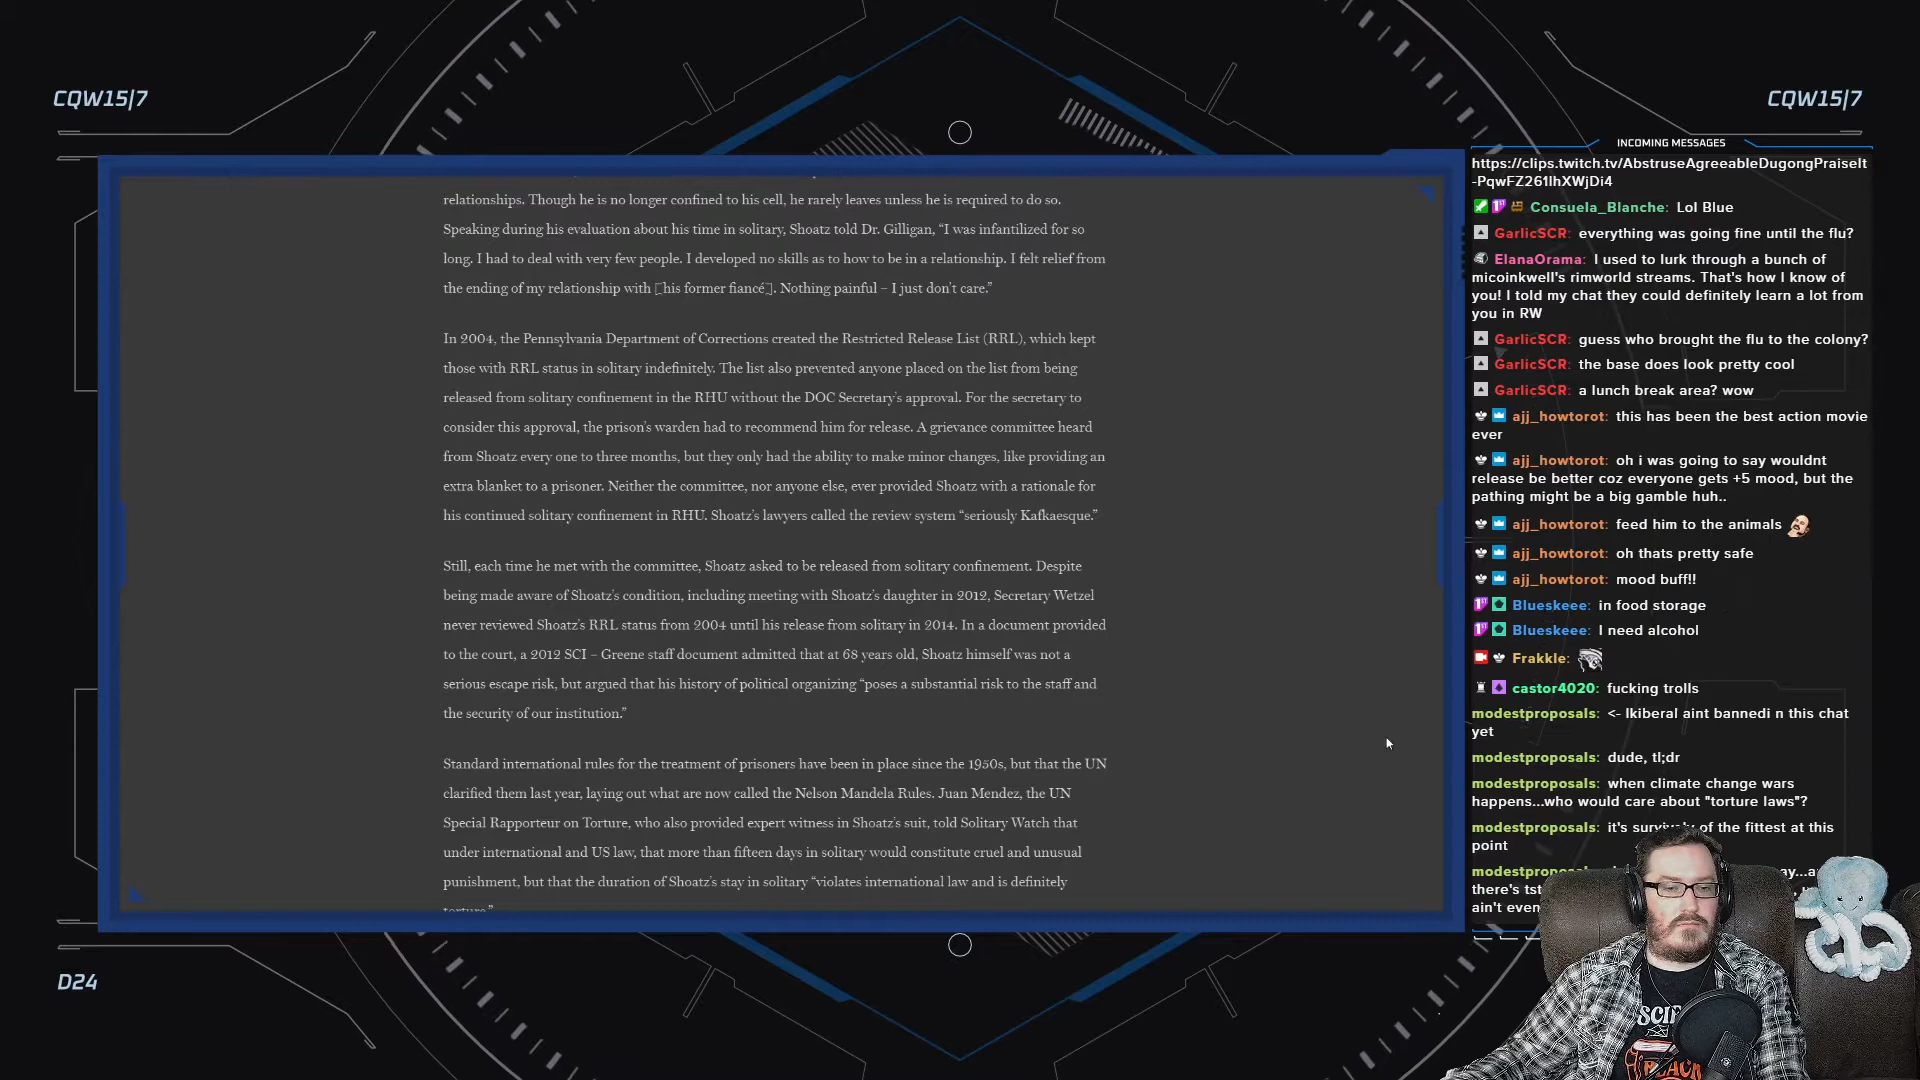 CQW15|7
CQW15|7
relationships. Though he is no longer confined to his cell, he rarely leaves unless he is required to do so.
Speaking during his evaluation about his time in solitary, Shoatz told Dr. Gilligan, “I was infantilized for so
long. I had to deal with very few people. I developed no skills as to how to be in a relationship. I felt relief from
the ending of my relationship with [his former fiancé]. Nothing painful – I just don’t care.”
In 2004, the Pennsylvania Department of Corrections created the Restricted Release List (RRL), which kept
those with RRL status in solitary indefinitely. The list also prevented anyone placed on the list from being
released from solitary confinement in the RHU without the DOC Secretary’s approval. For the secretary to
consider this approval, the prison’s warden had to recommend him for release. A grievance committee heard
from Shoatz every one to three months, but they only had the ability to make minor changes, like providing an
extra blanket to a prisoner. Neither the committee, nor anyone else, ever provided Shoatz with a rationale for
his continued solitary confinement in RHU. Shoatz’s lawyers called the review system “seriously Kafkaesque.”
Still, each time he met with the committee, Shoatz asked to be released from solitary confinement. Despite
being made aware of Shoatz’s condition, including meeting with Shoatz’s daughter in 2012, Secretary Wetzel
never reviewed Shoatz’s RRL status from 2004 until his release from solitary in 2014. In a document provided
to the court, a 2012 SCI – Greene staff document admitted that at 68 years old, Shoatz himself was not a
serious escape risk, but argued that his history of political organizing “poses a substantial risk to the staff and
the security of our institution.”
Standard international rules for the treatment of prisoners have been in place since the 1950s, but that the UN
clarified them last year, laying out what are now called the Nelson Mandela Rules. Juan Mendez, the UN
Special Rapporteur on Torture, who also provided expert witness in Shoatz’s suit, told Solitary Watch that
under international and US law, that more than fifteen days in solitary would constitute cruel and unusual
punishment, but that the duration of Shoatz’s stay in solitary “violates international law and is definitely
torture.”
INCOMING MESSAGES
https://clips.twitch.tv/AbstruseAgreeableDugongPraiseIt
-PqwFZ261IhXWjDi4
Consuela_Blanche: Lol Blue
GarlicSCR: everything was going fine until the flu?
ElanaOrama: I used to lurk through a bunch of
micoinkwell's rimworld streams. That's how I know of
you! I told my chat they could definitely learn a lot from
you in RW
GarlicSCR: guess who brought the flu to the colony?
GarlicSCR: the base does look pretty cool
GarlicSCR: a lunch break area? wow
ajj_howtorot: this has been the best action movie
ever
ajj_howtorot: oh i was going to say wouldnt
release be better coz everyone gets +5 mood, but the
pathing might be a big gamble huh..
ajj_howtorot: feed him to the animals
ajj_howtorot: oh thats pretty safe
ajj_howtorot: mood buff!!
Blueskeee: in food storage
Blueskeee: I need alcohol
Frakkle:
castor4020: fucking trolls
modestproposals: <- lkiberal aint bannedi n this chat
yet
modestproposals: dude, tl;dr
modestproposals: when climate change wars
happens...who would care about "torture laws"?
modestproposals: it's of the fittest at this
point
there's
ain't
D24